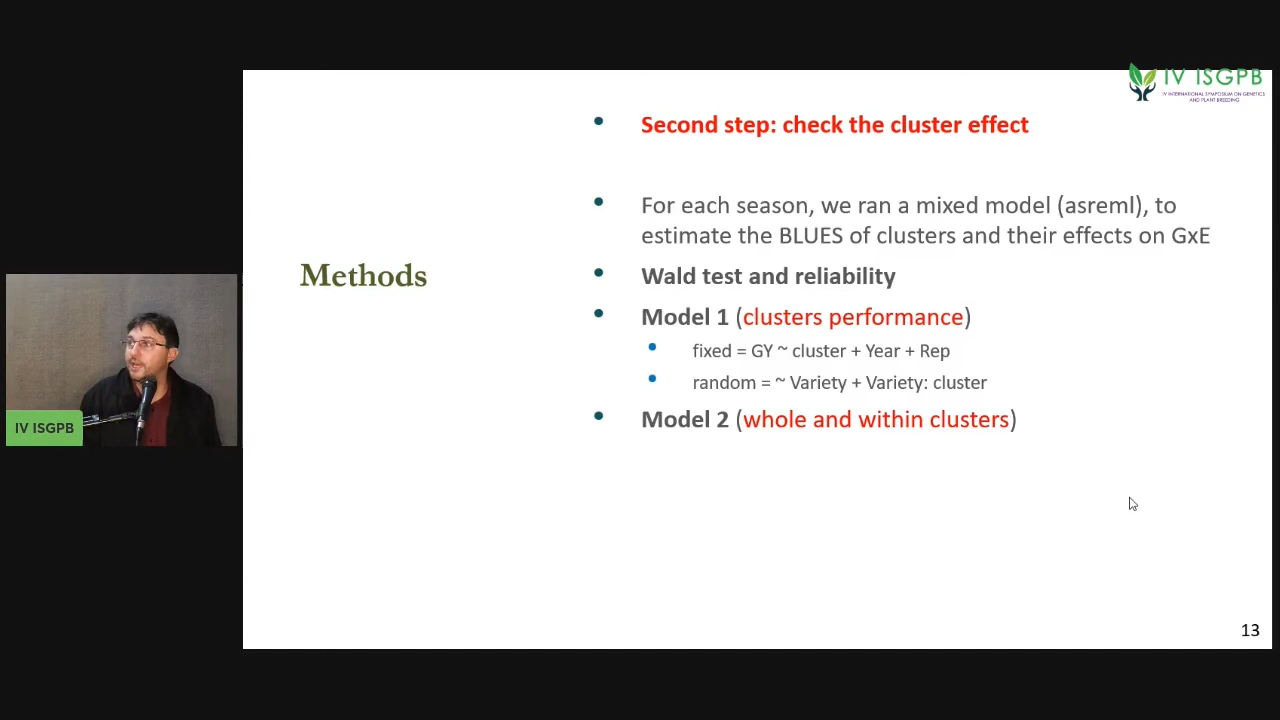 IV ISGPB
IV INTERNATIONAL SYMPOSIUM ON GENETICS
AND PLANT BREEDING
Second step: check the cluster effect
For each season, we ran a mixed model (asreml), to
estimate the BLUES of clusters and their effects on GxE
Methods
Wald test and reliability
Model 1 (clusters performance)
fixed = GY ~ cluster + Year + Rep
random = ~ Variety + Variety: cluster
Model 2 (whole and within clusters)
IV ISGPB
13